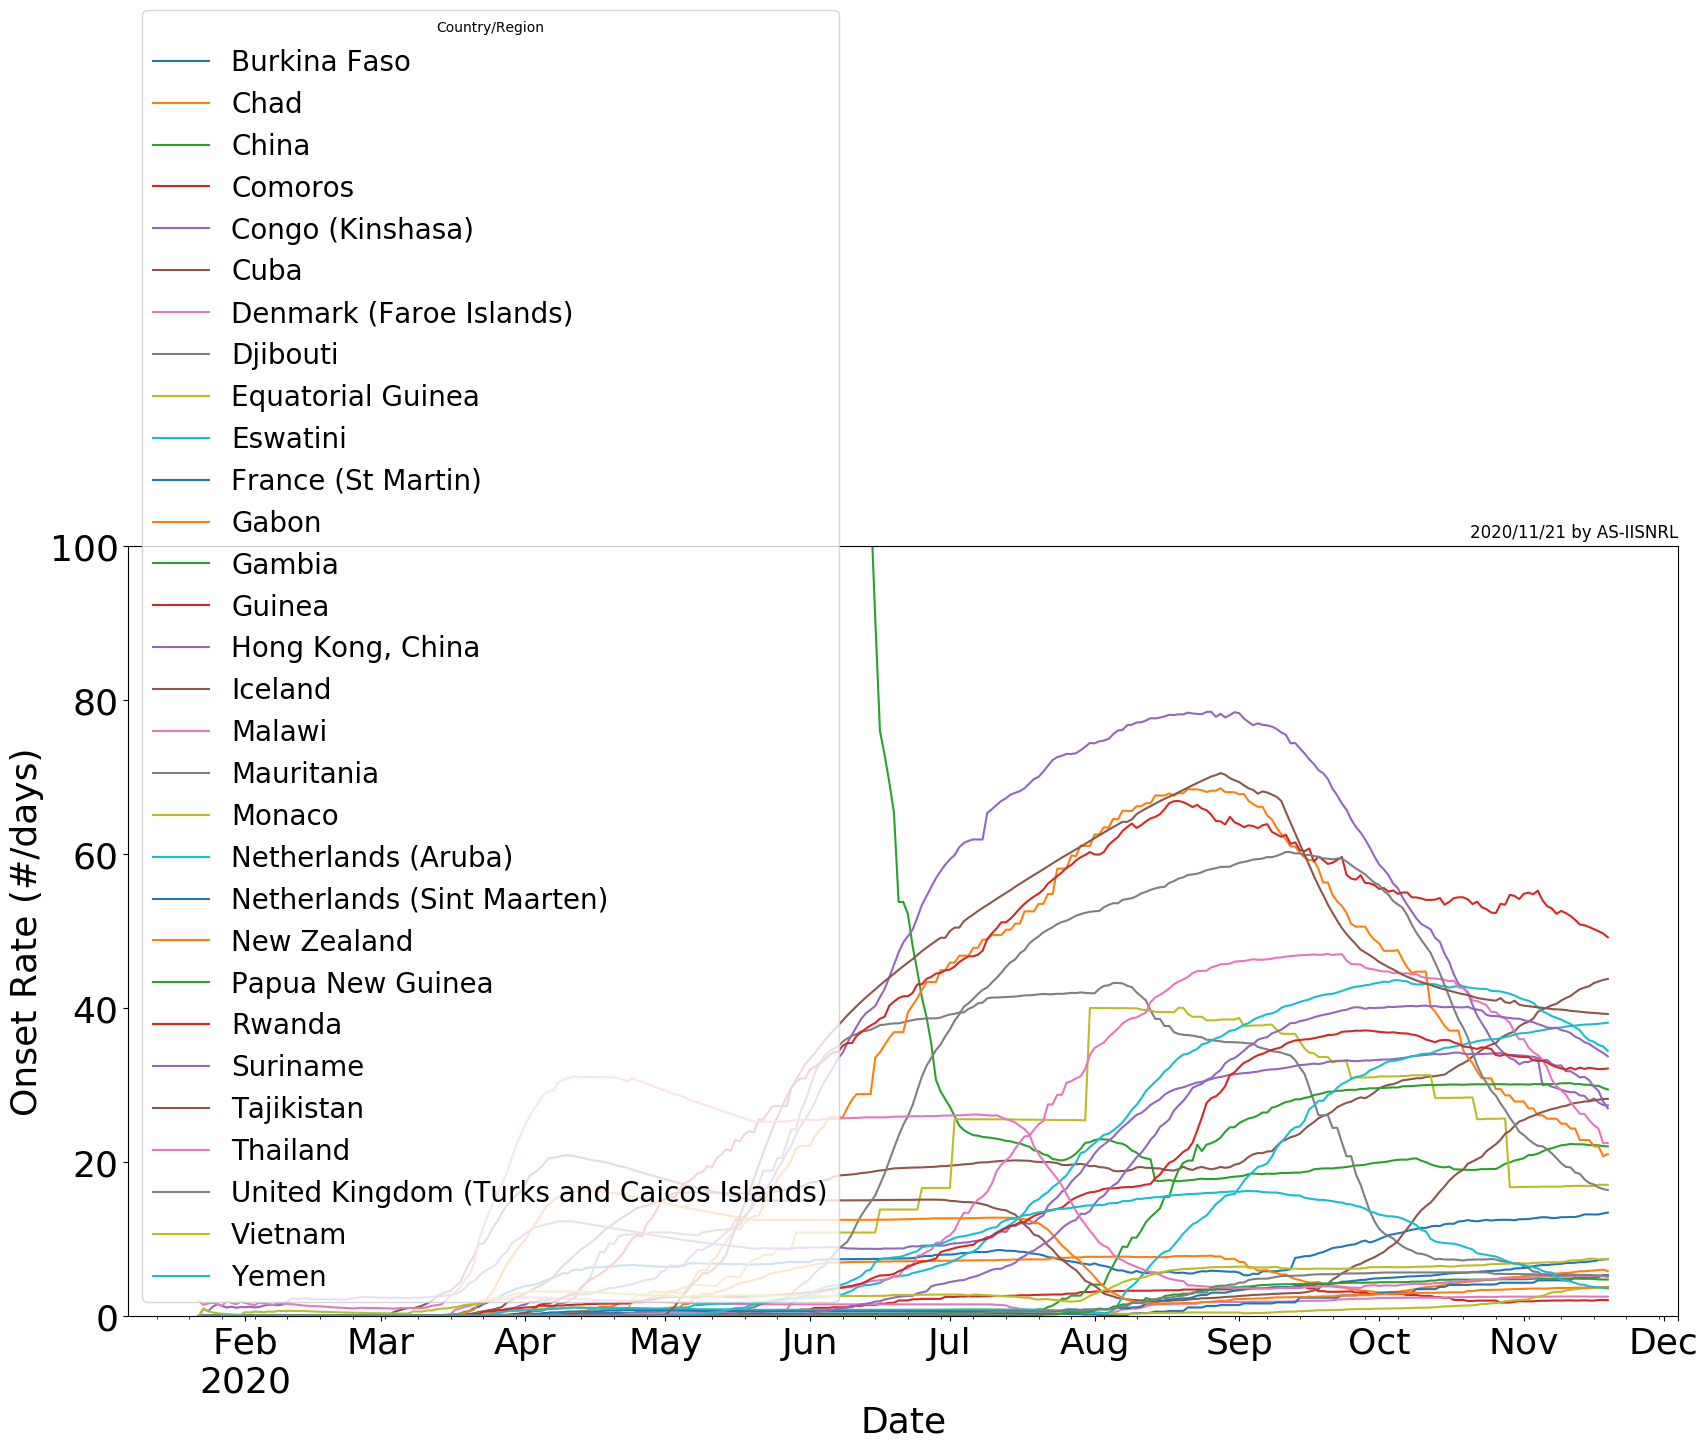 Country/Region
Burkina Faso
Chad
China
Comoros
Congo (Kinshasa)
Cuba
Denmark (Faroe Islands)
Djibouti
Equatorial Guinea
Eswatini
France (St Martin)
Gabon
Gambia
Guinea
Hong Kong, China
Iceland
Malawi
Mauritania
Monaco
Netherlands (Aruba)
Netherlands (Sint Maarten)
New Zealand
Papua New Guinea
Rwanda
Suriname
Tajikistan
Thailand
United Kingdom (Turks and Caicos Islands)
Vietnam
Yemen
2020/11/21 by AS-IISNRL
100
80
60
40
20
0
Onset Rate (#/days)
Feb Mar Apr May Jun Jul Aug Sep Oct Nov Dec
2020
Date